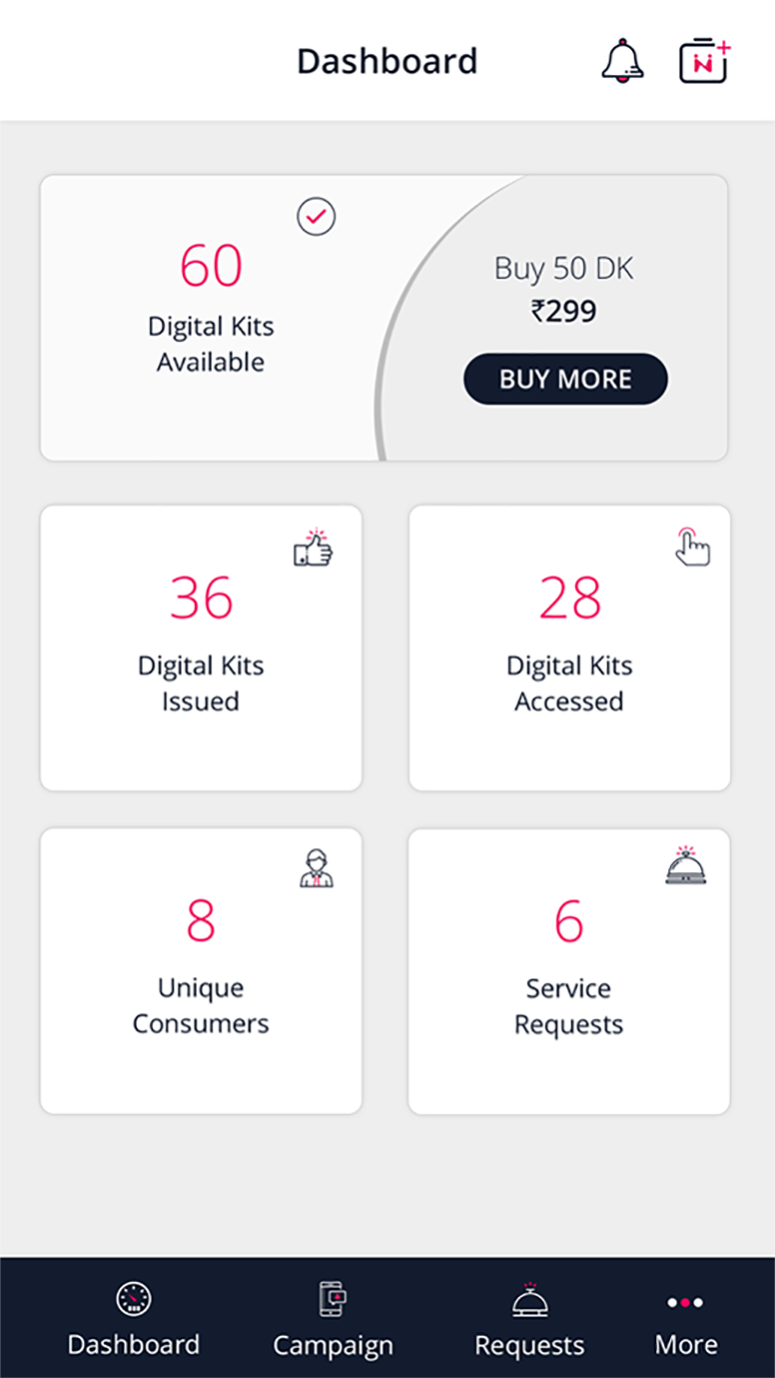 Dashboard
60
Digital Kits
Available
Buy 50 DK
₹299
BUY MORE
36
Digital Kits
Issued
28
Digital Kits
Accessed
8
Unique
Consumers
6
Service
Requests
Dashboard
Campaign
Requests
More